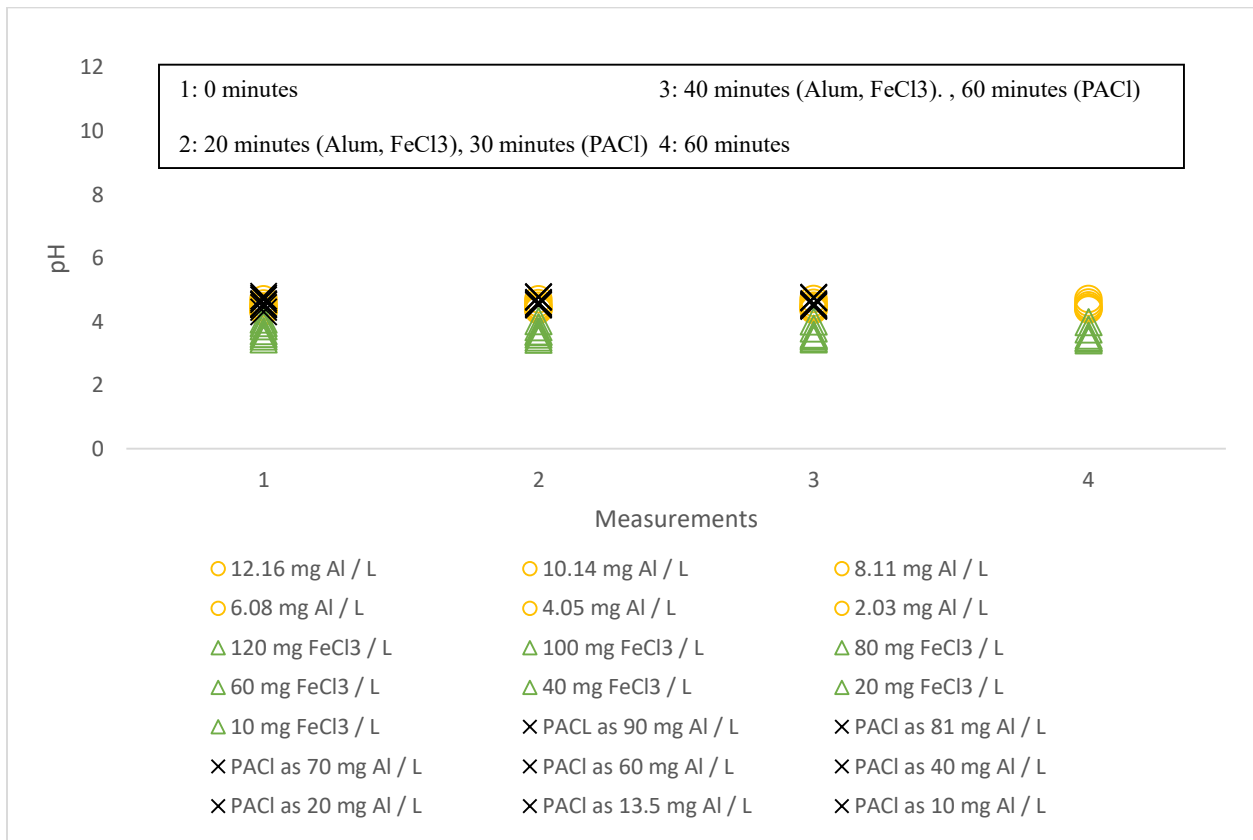 12
1: 0 minutes 3: 40 minutes (Alum, FeCl3). , 60 minutes (PACl)
10
2: 20 minutes (Alum, FeCl3), 30 minutes (PACl) 4: 60 minutes
8
6
pH
4
2
0
1 2 3 4
Measurements
12.16 mg Al / L 10.14 mg Al / L 8.11 mg Al / L
6.08 mg Al / L 4.05 mg Al / L 2.03 mg Al / L
120 mg FeCl3 / L 100 mg FeCl3 / L 80 mg FeCl3 / L
60 mg FeCl3 / L 40 mg FeCl3 / L 20 mg FeCl3 / L
10 mg FeCl3 / L PACL as 90 mg Al / L PACl as 81 mg Al / L
PACl as 70 mg Al / L PACl as 60 mg Al / L PACl as 40 mg Al / L
PACl as 20 mg Al / L PACl as 13.5 mg Al / L PACl as 10 mg Al / L